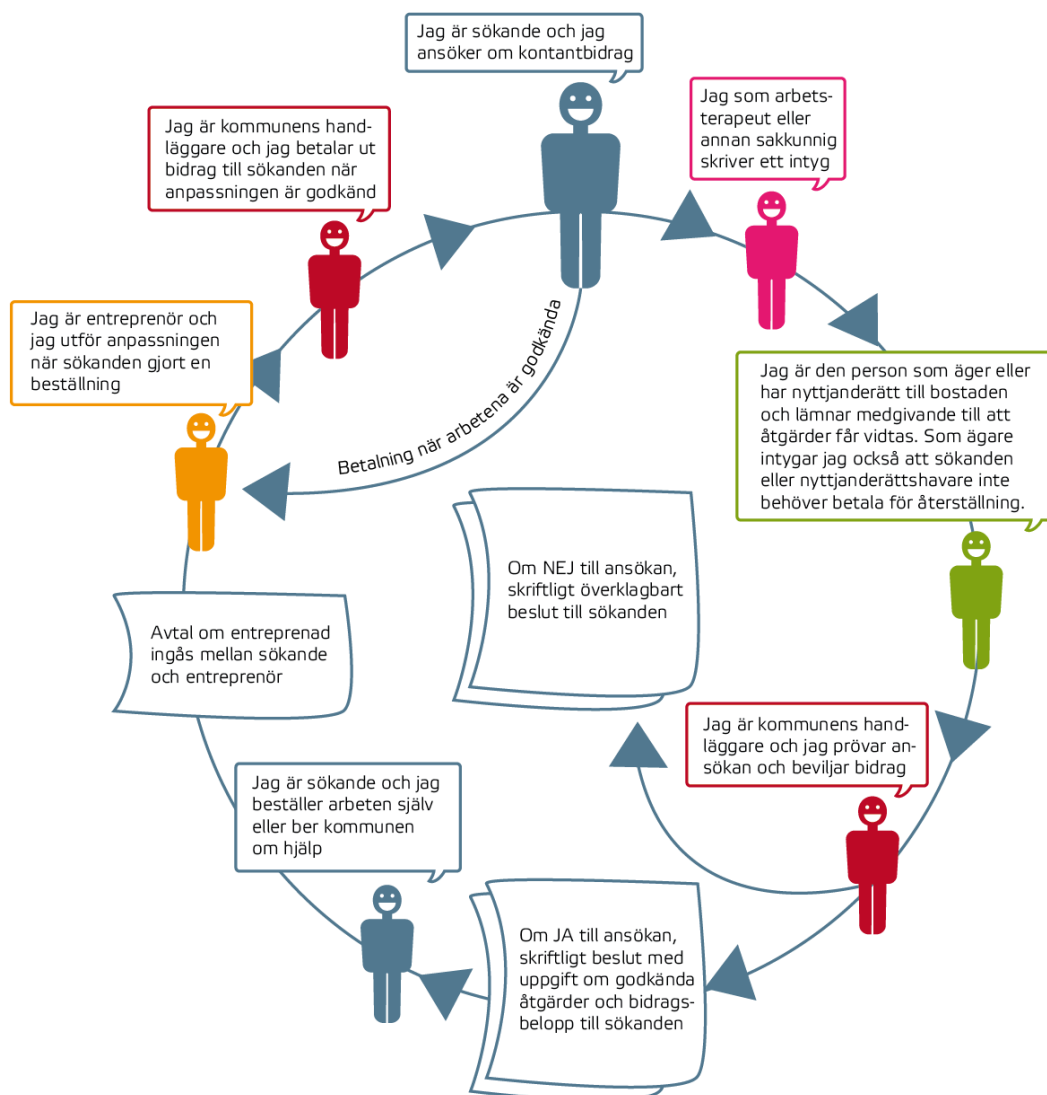 Jag är sökande och jag
ansöker om kontantbidrag
Jag som arbets-
terapeut eller
annan sakkunnig
skriver ett intyg
Jag är den person som äger eller
har nyttjanderätt till bostaden
och lämnar medgivande till att
åtgärder får vidtas. Som ägare
intygar jag också att sökanden
eller nyttjanderättshavare inte
behöver betala för återställning.
Jag är kommunens hand-
läggare och jag prövar an-
sökan och beviljar bidrag
Om NEJ till ansökan,
skriftligt överklagbart
beslut till sökanden
Om JA till ansökan,
skriftligt beslut med
uppgift om godkända
åtgärder och bidrags-
belopp till sökanden
Jag är sökande och jag
beställer arbeten själv
eller ber kommunen
om hjälp
Avtal om entreprenad
ingås mellan sökande
och entreprenör
Jag är entreprenör och
jag utför anpassningen
när sökanden gjort en
beställning
Betalning när arbetena är godkända
Jag är kommunens hand-
läggare och jag betalar ut
bidrag till sökanden när
anpassningen är godkänd